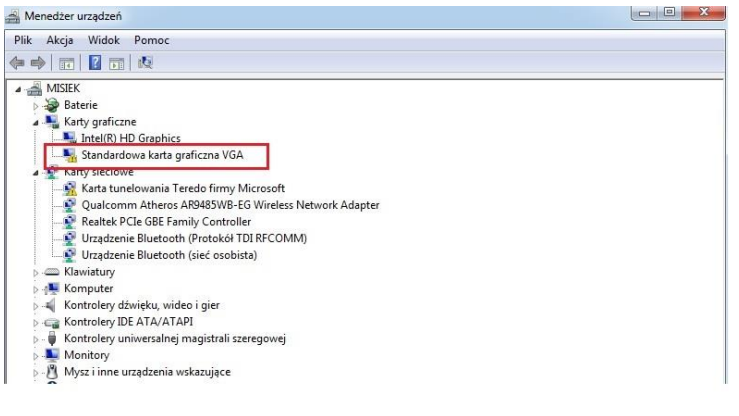 Menedżer urządzeń
Plik Akcja Widok Pomoc
MISIEK
Baterie
Karty graficzne
Intel(R) HD Graphics
Standardowa karta graficzna VGA
Karty sieciowe
Karta tunelowania Teredo firmy Microsoft
Qualcomm Atheros AR9485WB-EG Wireless Network Adapter
Realtek PCIe GBE Family Controller
Urządzenie Bluetooth (Protokół TDI RFCOMM)
Urządzenie Bluetooth (sieć osobista)
Klawiatury
Komputer
Kontrolery dźwięku, wideo i gier
Kontrolery IDE ATA/ATAPI
Kontrolery uniwersalnej magistrali szeregowej
Monitory
Mysz i inne urządzenia wskazujące